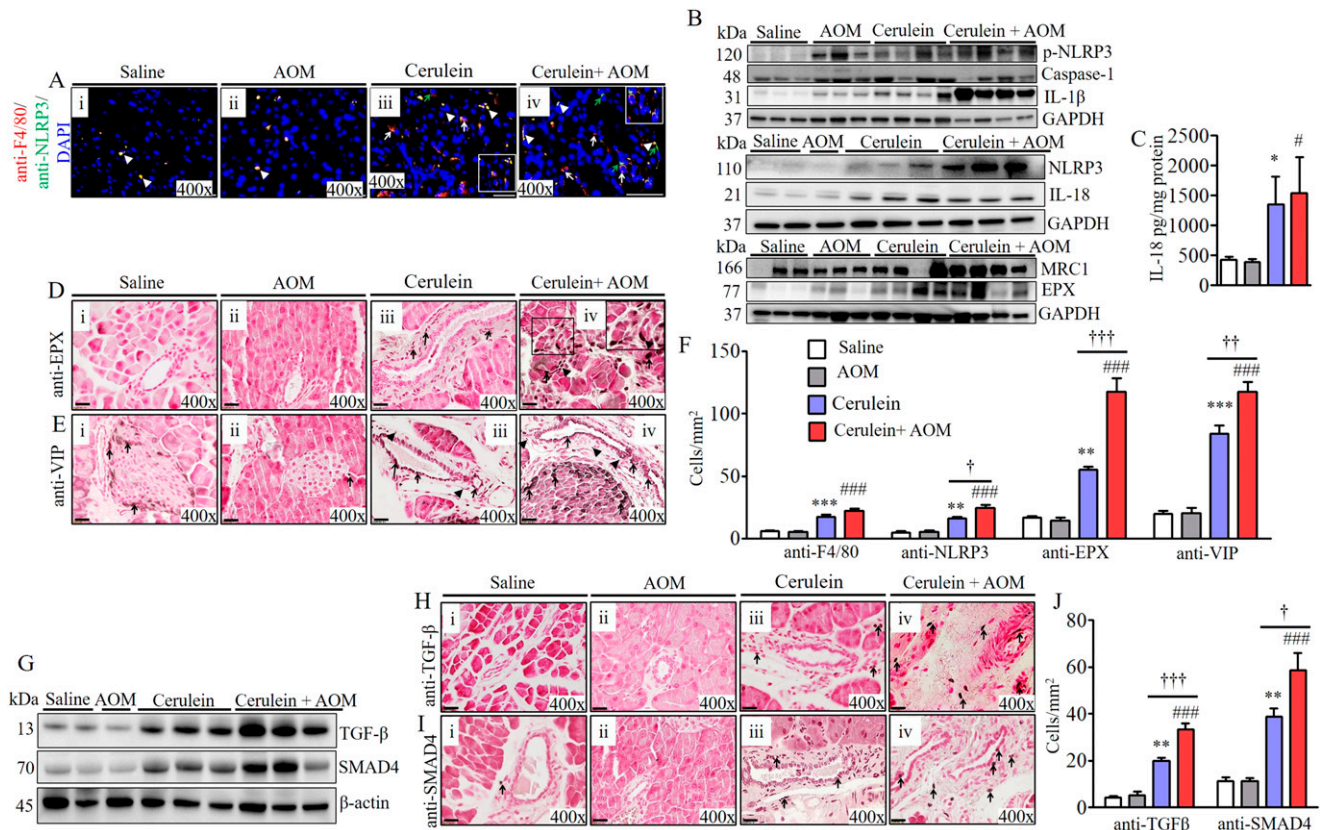 A
Saline
AOM
Cerulein
Cerulein+ AOM
anti-F4/80/
anti-NLRP3/
DAPI
i
ii
iii
iv
400x
400x
400x
400x
B
kDa
Saline
AOM
Cerulein
Cerulein + AOM
120
p-NLRP3
48
Caspase-1
31
IL-1β
37
GAPDH
Saline
AOM
Cerulein
Cerulein + AOM
110
NLRP3
21
IL-18
37
GAPDH
kDa
Saline
AOM
Cerulein
Cerulein + AOM
166
MRC1
77
EPX
37
GAPDH
C
IL-18 pg/mg protein
2500
2000
1500
1000
500
0
*
#
D
Saline
AOM
Cerulein
Cerulein+ AOM
anti-EPX
i
ii
iii
iv
400x
400x
400x
400x
E
anti-VIP
i
ii
iii
iv
400x
400x
400x
400x
F
Cells/mm2
150
100
50
0
Saline
AOM
Cerulein
Cerulein+ AOM
***
###
†
**
###
†††
**
###
††
***
###
anti-F4/80
anti-NLRP3
anti-EPX
anti-VIP
G
kDa
Saline
AOM
Cerulein
Cerulein + AOM
13
TGF-β
70
SMAD4
45
β-actin
H
Saline
AOM
Cerulein
Cerulein + AOM
anti-TGF-β
i
ii
iii
iv
400x
400x
400x
400x
I
anti-SMAD4
i
ii
iii
iv
400x
400x
400x
400x
J
Cells/mm2
80
60
40
20
0
†††
**
###
†
**
###
anti-TGFβ
anti-SMAD4